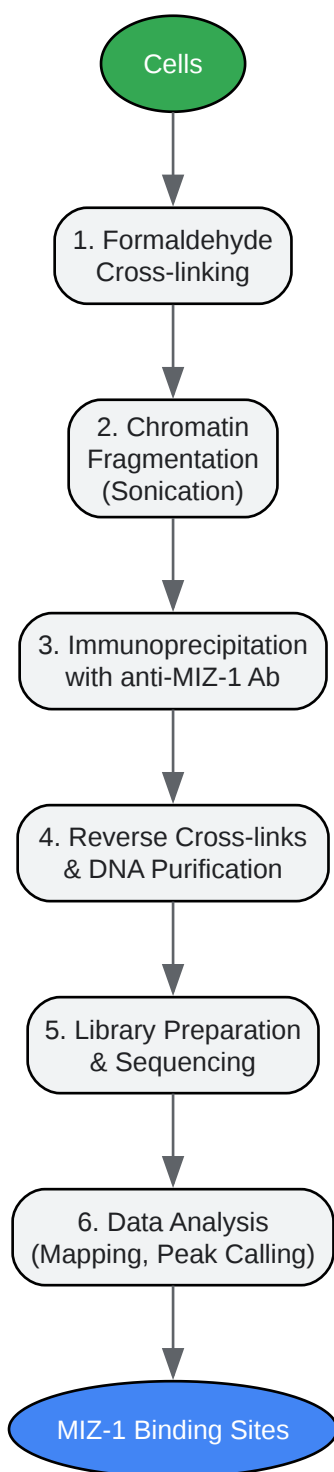 Cells
1. Formaldehyde
Cross-linking
2. Chromatin
Fragmentation
(Sonication)
3. Immunoprecipitation
with anti-MIZ-1 Ab
4. Reverse Cross-links
& DNA Purification
5. Library Preparation
& Sequencing
6. Data Analysis
(Mapping, Peak Calling)
MIZ-1 Binding Sites